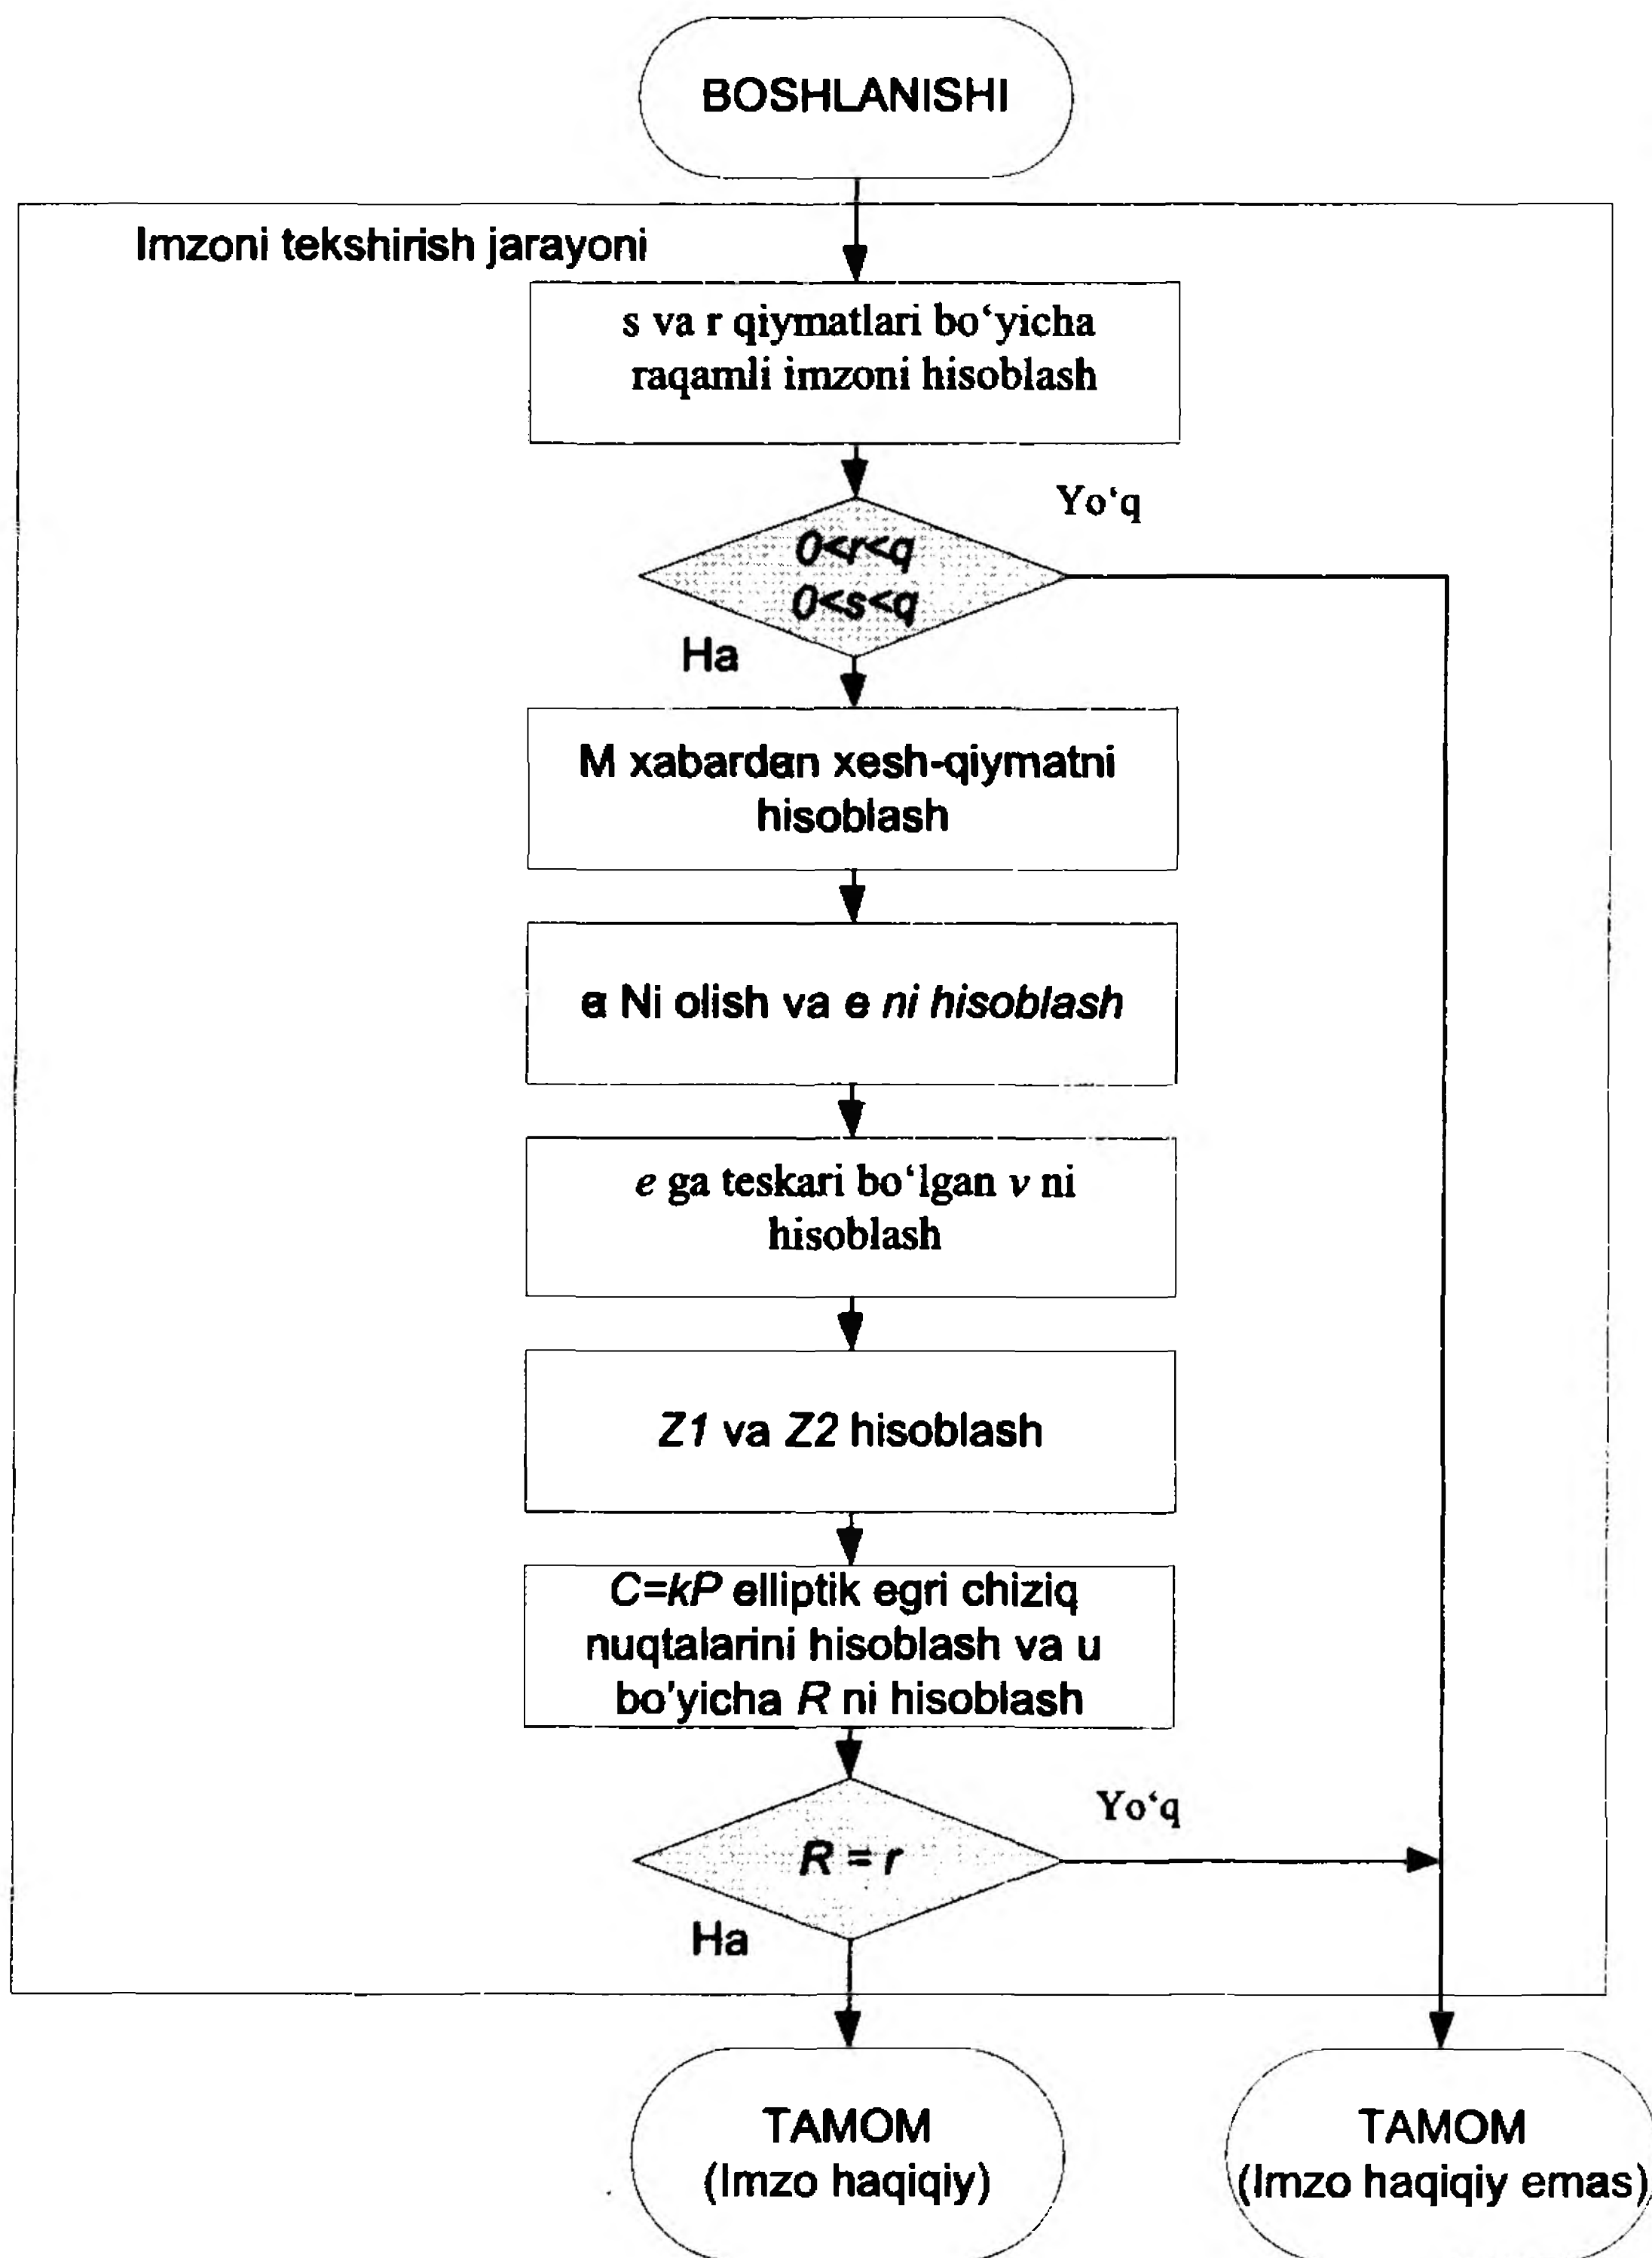 BOSHLANISHI
Imzoni tekshirish jarayoni
s va r qiymatlari bo‘yicha
raqamli imzoni hisoblash
Yo‘q
0<r<q
0<s<q
Ha
M xabardan xesh-qiymatni
hisoblash
Ni olish va e ni hisoblash
e ga teskari bo‘lgan v ni
hisoblash
Z1 va Z2 hisoblash
C=kP elliptik egri chiziq
nuqtalarini hisoblash va u
bo'yicha R ni hisoblash
Yo‘q
R = r
Ha
TAMOM
(Imzo haqiqiy)
TAMOM
(Imzo haqiqiy emas)